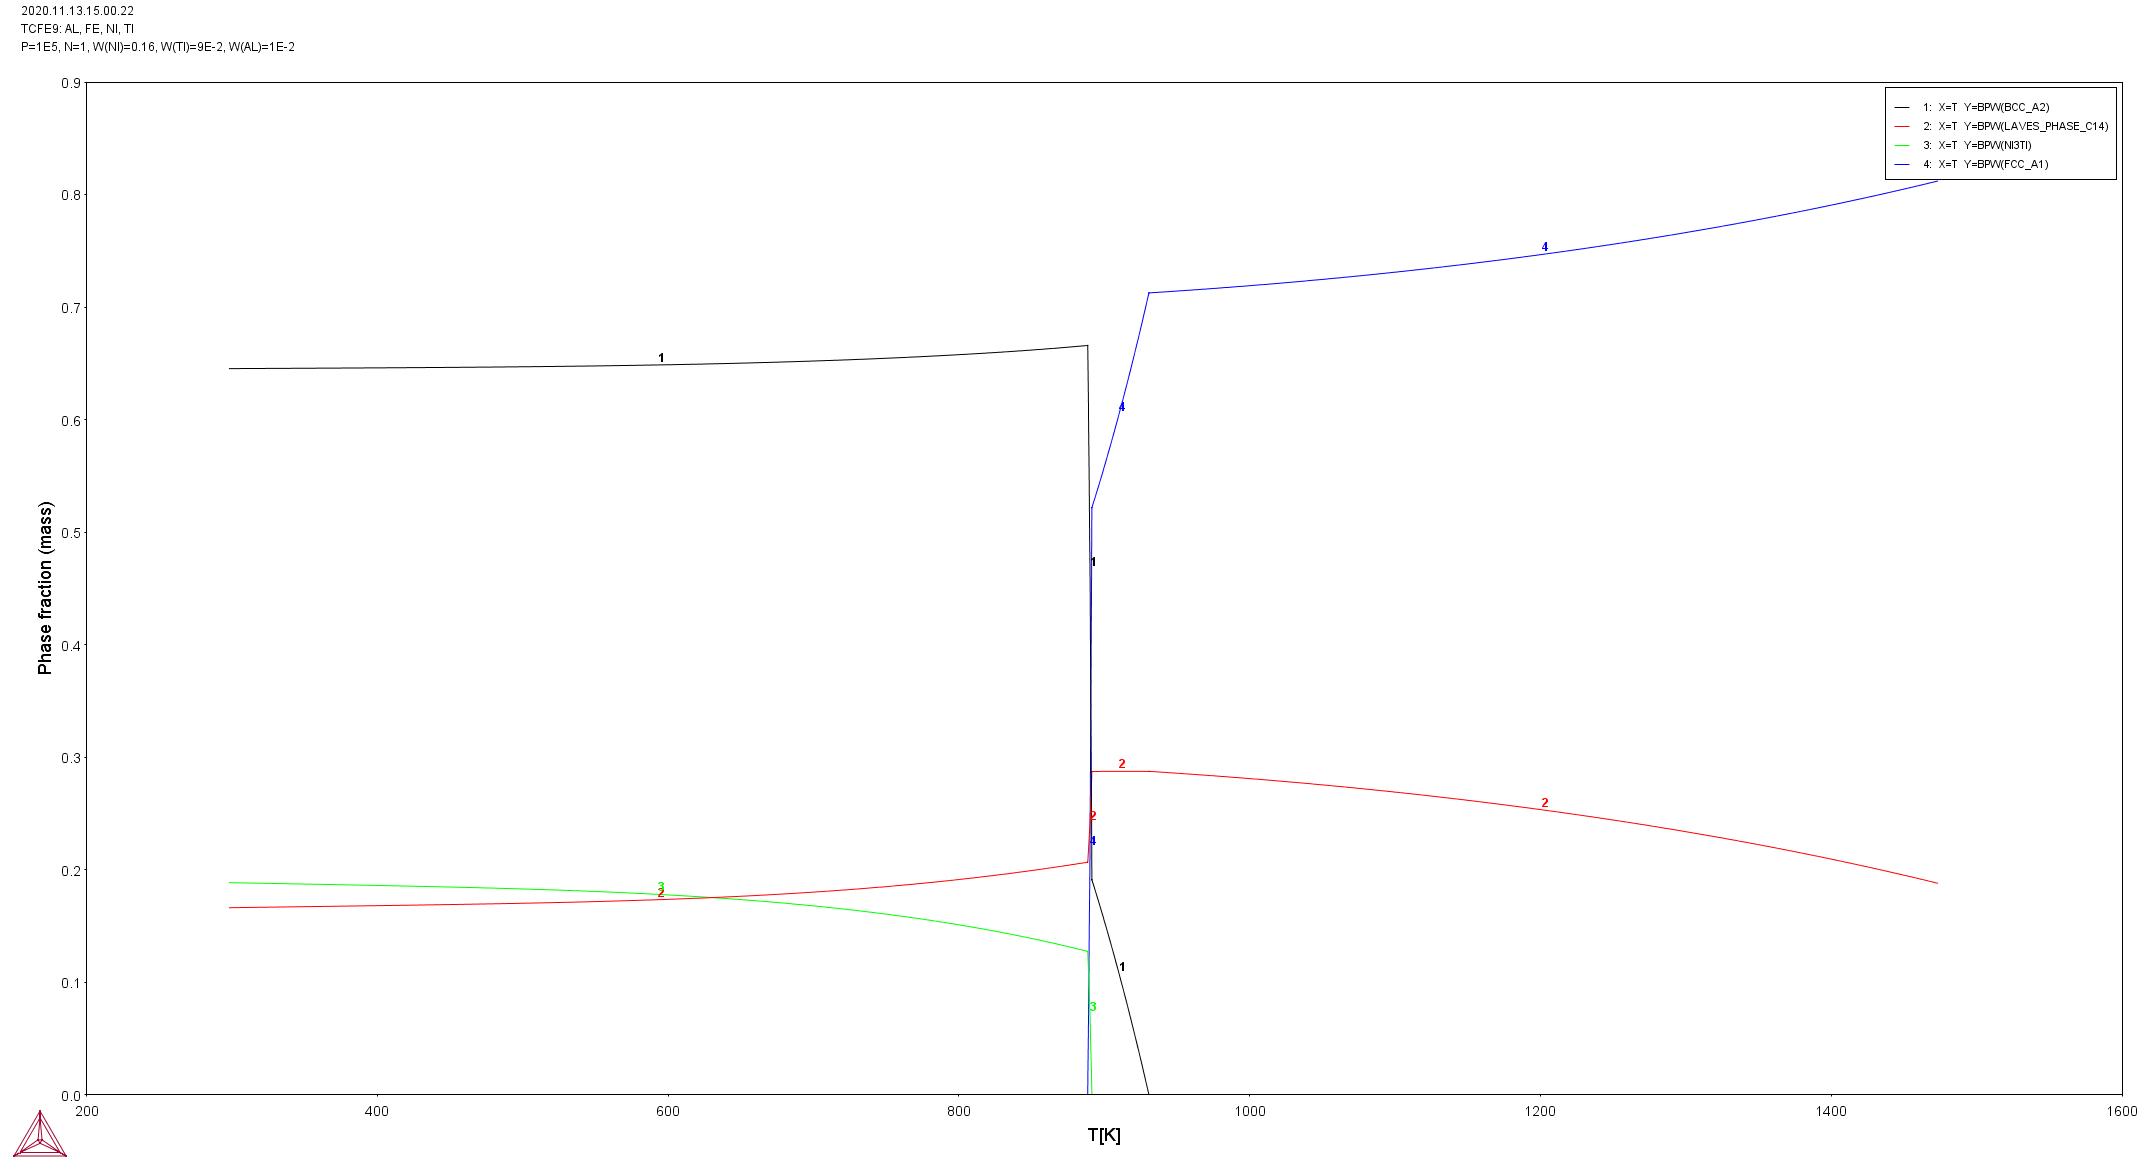 2020.11.13.15.00.22
TCFE9: AL, FE, NI, TI
P=1E5, N=1, W(NI)=0.16, W(TI)=9E-2, W(AL)=1E-2
0.9
0.8
0.7
0.6
0.5
0.4
0.3
0.2
0.1
0.0
Phase fraction (mass)
1: X=T Y=BPW(BCC_A2)
2: X=T Y=BPW(LAVES_PHASE_C14)
3: X=T Y=BPW(NI3TI)
4: X=T Y=BPW(FCC_A1)
4
1
4
1
2
2
2
4
3
2
1
3
200 400 600 800 1000 1200 1400 1600
T[K]